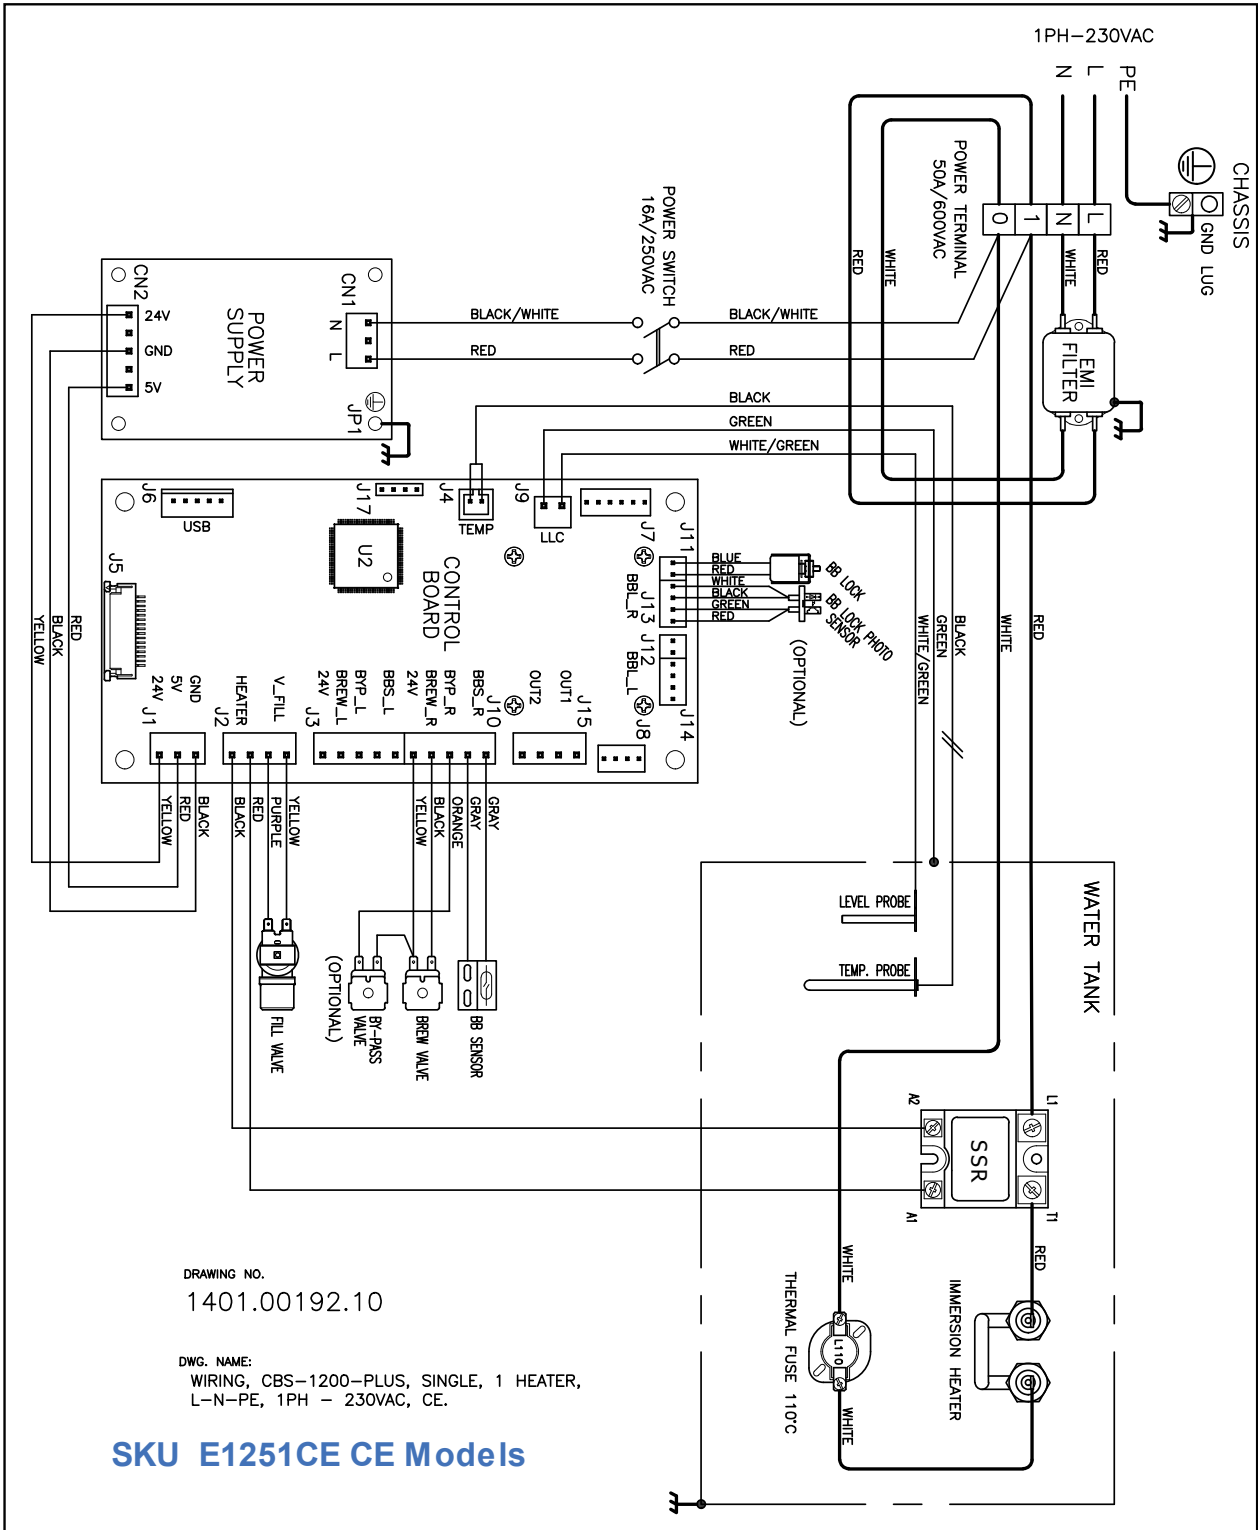 1PH-230VAC
N
L
PE
CHASSIS
GND LUG
POWER TERMINAL
50A/600VAC
0
1
N
L
RED
WHITE
WHITE
RED
EMI
FILTER
POWER SWITCH
16A/250VAC
BLACK/WHITE
BLACK/WHITE
RED
RED
CN2
24V
GND
5V
POWER
SUPPLY
CN1
N
L
JP1
BLACK
GREEN
WHITE/GREEN
J6
USB
J17
J4
TEMP
J9
LLC
J7
U2
CONTROL
BOARD
J5
J11
BBL_R
J13
J12
BBL_L
J14
BLUE
RED
WHITE
BLACK
GREEN
RED
BB LOCK
BB LOCK PHOTO
SENSOR
(OPTIONAL)
RED
BLACK
YELLOW
GND
5V
24V
J1
V_FILL
HEATER
J2
BBS_L
BYP_L
BREW_L
24V
J3
BBS_R
BYP_R
BREW_R
24V
J10
OUT1
OUT2
J15
J8
WHITE/GREEN
GREEN
BLACK
WHITE
RED
BLACK
RED
YELLOW
YELLOW
PURPLE
RED
BLACK
GRAY
GRAY
ORANGE
BLACK
YELLOW
FILL VALVE
BY-PASS
VALVE
(OPTIONAL)
BREW VALVE
BB SENSOR
WATER TANK
LEVEL PROBE
TEMP. PROBE
A2
L1
SSR
A1
T1
WHITE
RED
THERMAL FUSE 110°C
L110
IMMERSION HEATER
WHITE
DRAWING NO.
1401.00192.10
DWG. NAME:
WIRING, CBS-1200-PLUS, SINGLE, 1 HEATER,
L-N-PE, 1PH - 230VAC, CE.
SKU E1251CE CE Models